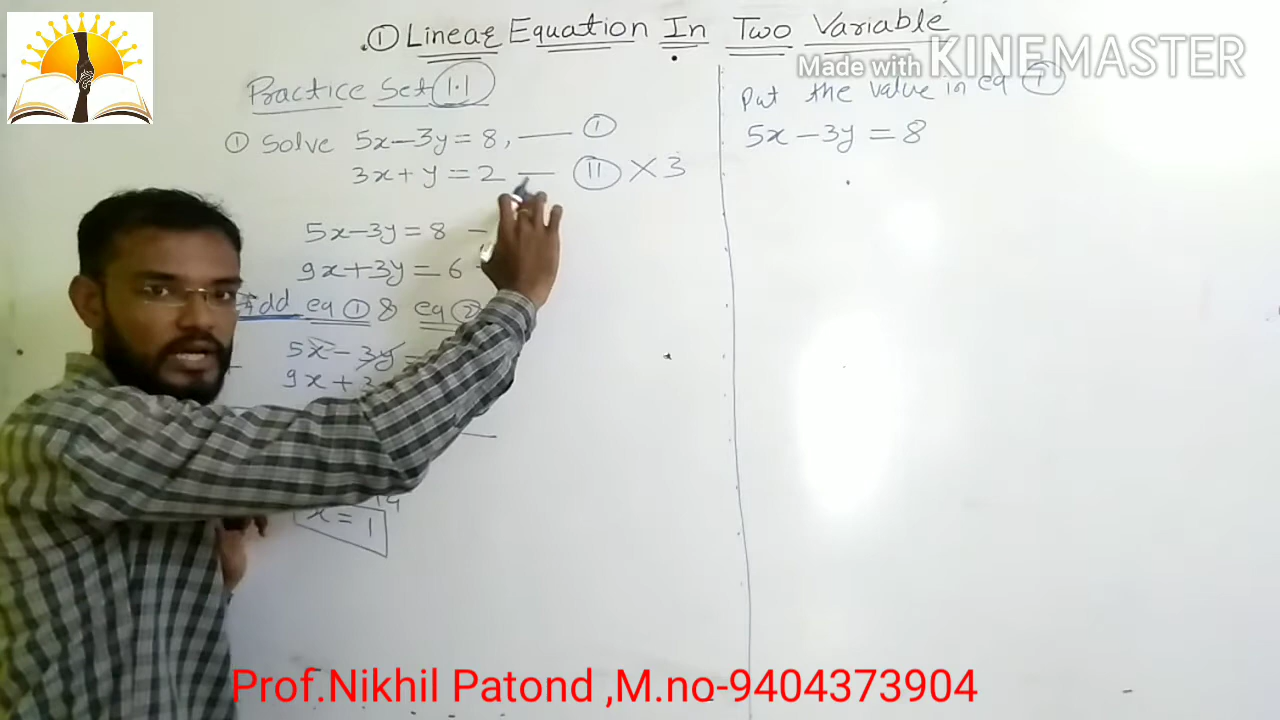 ① Linear Equation In Two Variable
Made with KINEMASTER
Practice Set 1.1
① Solve 5x-3y=8, — ①
3x+y=2 — ⑪ ×3
5x-3y=8 -
9x+3y=6 -
Add eq ① & eq ②
5x-3y=
9x+3
x=1
Put the value in eq ①
5x-3y=8
Prof.Nikhil Patond ,M.no-9404373904